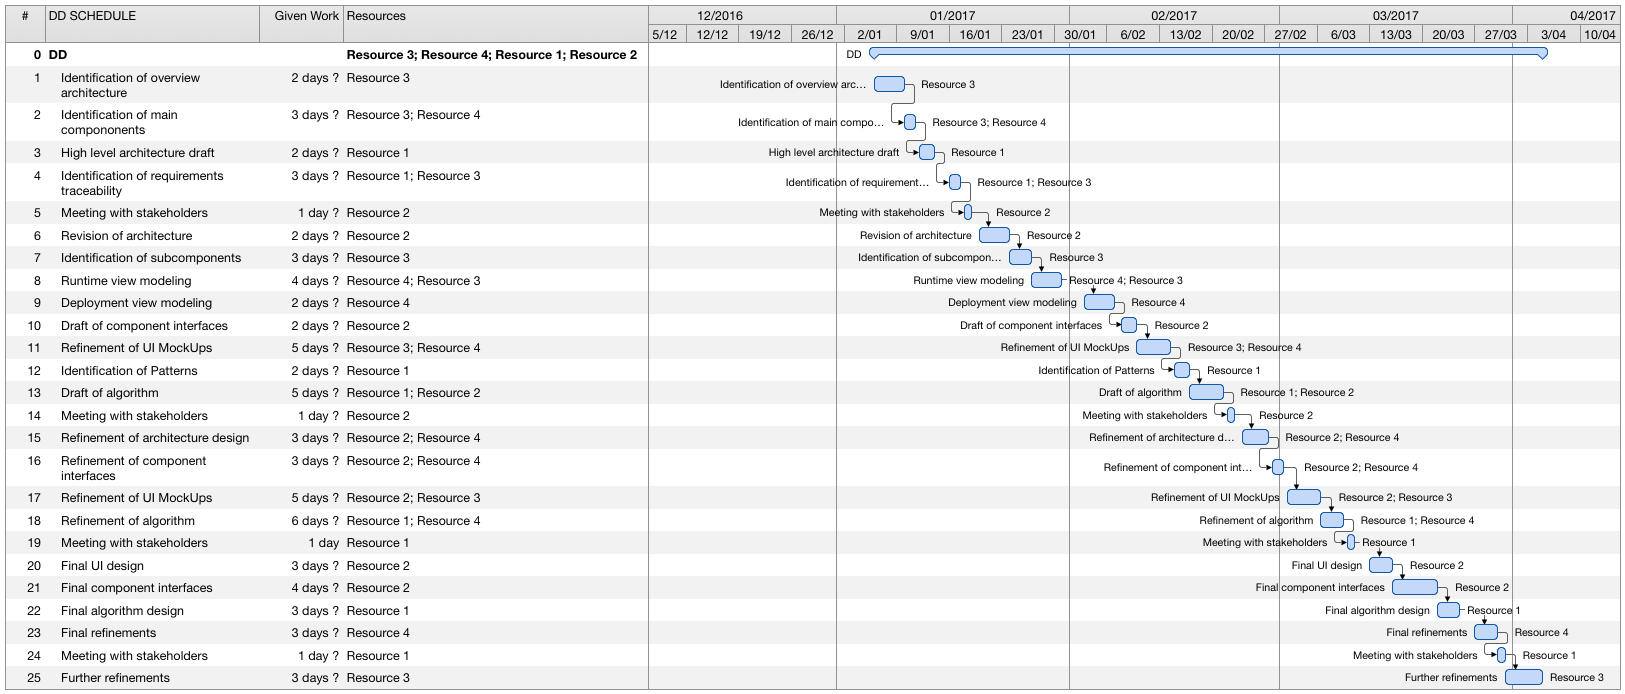 # DD SCHEDULE Given Work Resources 12/2016 01/2017 02/2017 03/2017 04/2017
5/12 12/12 19/12 26/12 2/01 9/01 16/01 23/01 30/01 6/02 13/02 20/02 27/02 6/03 13/03 20/03 27/03 3/04 10/04
0 DD Resource 3; Resource 4; Resource 1; Resource 2 DD
1 Identification of overview 2 days ? Resource 3 Identification of overview arc… Resource 3
architecture
2 Identification of main 3 days ? Resource 3; Resource 4 Identification of main compo… Resource 3; Resource 4
compononents
3 High level architecture draft 2 days ? Resource 1 High level architecture draft Resource 1
4 Identification of requirements 3 days ? Resource 1; Resource 3 Identification of requirement… Resource 1; Resource 3
traceability
5 Meeting with stakeholders 1 day ? Resource 2 Meeting with stakeholders Resource 2
6 Revision of architecture 2 days ? Resource 2 Revision of architecture Resource 2
7 Identification of subcomponents 3 days ? Resource 3 Identification of subcompon… Resource 3
8 Runtime view modeling 4 days ? Resource 4; Resource 3 Runtime view modeling Resource 4; Resource 3
9 Deployment view modeling 2 days ? Resource 4 Deployment view modeling Resource 4
10 Draft of component interfaces 2 days ? Resource 2 Draft of component interfaces Resource 2
11 Refinement of UI MockUps 5 days ? Resource 3; Resource 4 Refinement of UI MockUps Resource 3; Resource 4
12 Identification of Patterns 2 days ? Resource 1 Identification of Patterns Resource 1
13 Draft of algorithm 5 days ? Resource 1; Resource 2 Draft of algorithm Resource 1; Resource 2
14 Meeting with stakeholders 1 day ? Resource 2 Meeting with stakeholders Resource 2
15 Refinement of architecture design 3 days ? Resource 2; Resource 4 Refinement of architecture d… Resource 2; Resource 4
16 Refinement of component 3 days ? Resource 2; Resource 4 Refinement of component int… Resource 2; Resource 4
interfaces
17 Refinement of UI MockUps 5 days ? Resource 2; Resource 3 Refinement of UI MockUps Resource 2; Resource 3
18 Refinement of algorithm 6 days ? Resource 1; Resource 4 Refinement of algorithm Resource 1; Resource 4
19 Meeting with stakeholders 1 day Resource 1 Meeting with stakeholders Resource 1
20 Final UI design 3 days ? Resource 2 Final UI design Resource 2
21 Final component interfaces 4 days ? Resource 2 Final component interfaces Resource 2
22 Final algorithm design 3 days ? Resource 1 Final algorithm design Resource 1
23 Final refinements 3 days ? Resource 4 Final refinements Resource 4
24 Meeting with stakeholders 1 day ? Resource 1 Meeting with stakeholders Resource 1
25 Further refinements 3 days ? Resource 3 Further refinements Resource 3